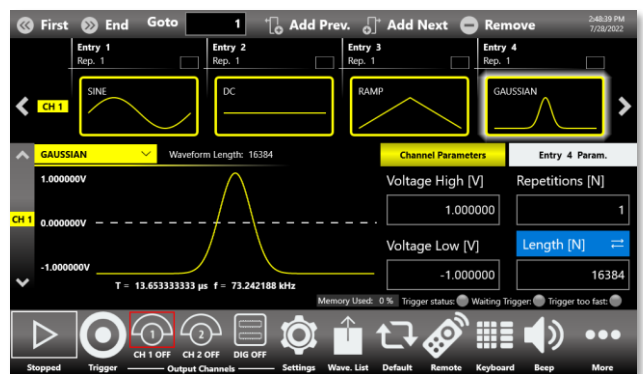 First End Goto 1 Add Prev. Add Next Remove 2:48:39 PM
7/28/2022
Entry 1 Entry 2 Entry 3 Entry 4
Rep. 1 Rep. 1 Rep. 1 Rep. 1
CH 1 SINE DC RAMP GAUSSIAN
GAUSSIAN Waveform Length: 16384 Channel Parameters Entry 4 Param.
1.000000V Voltage High [V] Repetitions [N]
1.000000 1
CH 1 0.000000V
Voltage Low [V] Length [N]
-1.000000V -1.000000 16384
T = 13.653333333 µs f = 73.242188 kHz
Memory Used: 0 % Trigger status: Waiting Trigger: Trigger too fast:
1 2
CH 1 OFF CH 2 OFF DIG OFF
Stopped Trigger Output Channels Settings Wave. List Default Remote Keyboard Beep More